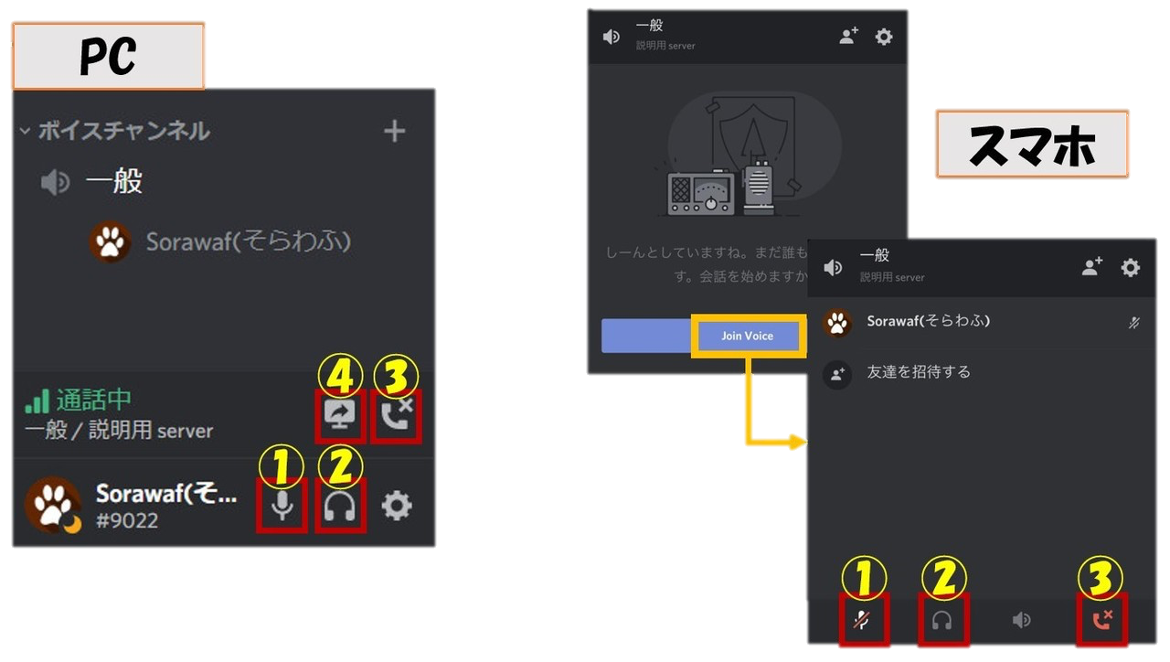 PC
ボイスチャンネル
一般
Sorawaf(そらわふ)
④ ③
通話中
一般 / 説明用 server
① ②
Sorawaf(そ...
#9022
一般
説明用 server
しーんとしていますね。まだ誰も
す。会話を始めますか
Join Voice
スマホ
一般
説明用 server
Sorawaf(そらわふ)
友達を招待する
① ② ③